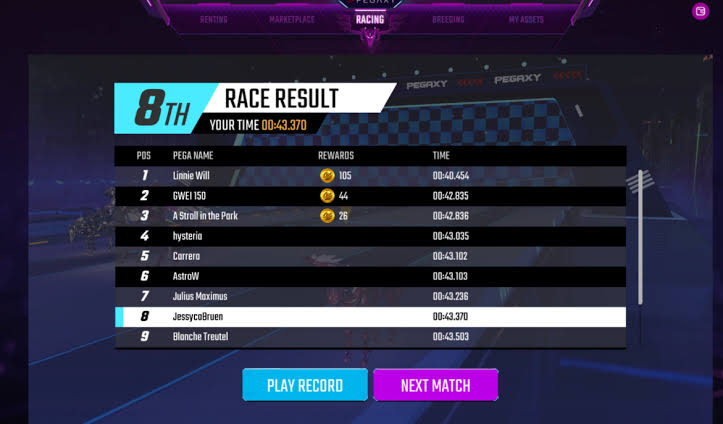 PEGAXY
RENTING MARKETPLACE RACING BREEDING MY ASSETS
PEGAXY PEGAXY
8TH RACE RESULT
YOUR TIME 00:43.370
POS PEGA NAME REWARDS TIME
1 Linnie Will 105 00:40.454
2 GWEI 150 44 00:42.835
3 A Stroll in the Park 26 00:42.836
4 hysteria 00:43.035
5 Carrera 00:43.102
6 AstroW 00:43.103
7 Julius Maximus 00:43.236
8 JessycaBruen 00:43.370
9 Blanche Treutel 00:43.503
PLAY RECORD NEXT MATCH